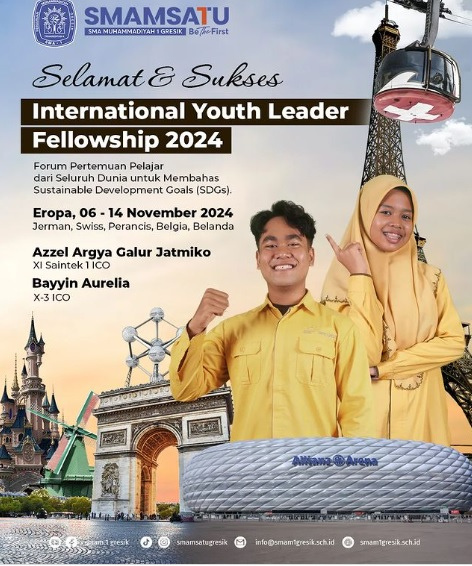 SMAMSATU
SMA MUHAMMADIYAH 1 GRESIK Be The First
Selamat & Sukses
International Youth Leader
Fellowship 2024
Forum Pertemuan Pelajar
dari Seluruh Dunia untuk Membahas
Sustainable Development Goals (SDGs).
Eropa, 06 - 14 November 2024
Jerman, Swiss, Perancis, Belgia, Belanda
Azzel Argya Galur Jatmiko
XI Saintek 1 ICO
Bayyin Aurelia
X-3 ICO
Allianz Arena
smam 1 gresik smamsatugresik info@smam1gresik.sch.id smam1gresik.sch.id